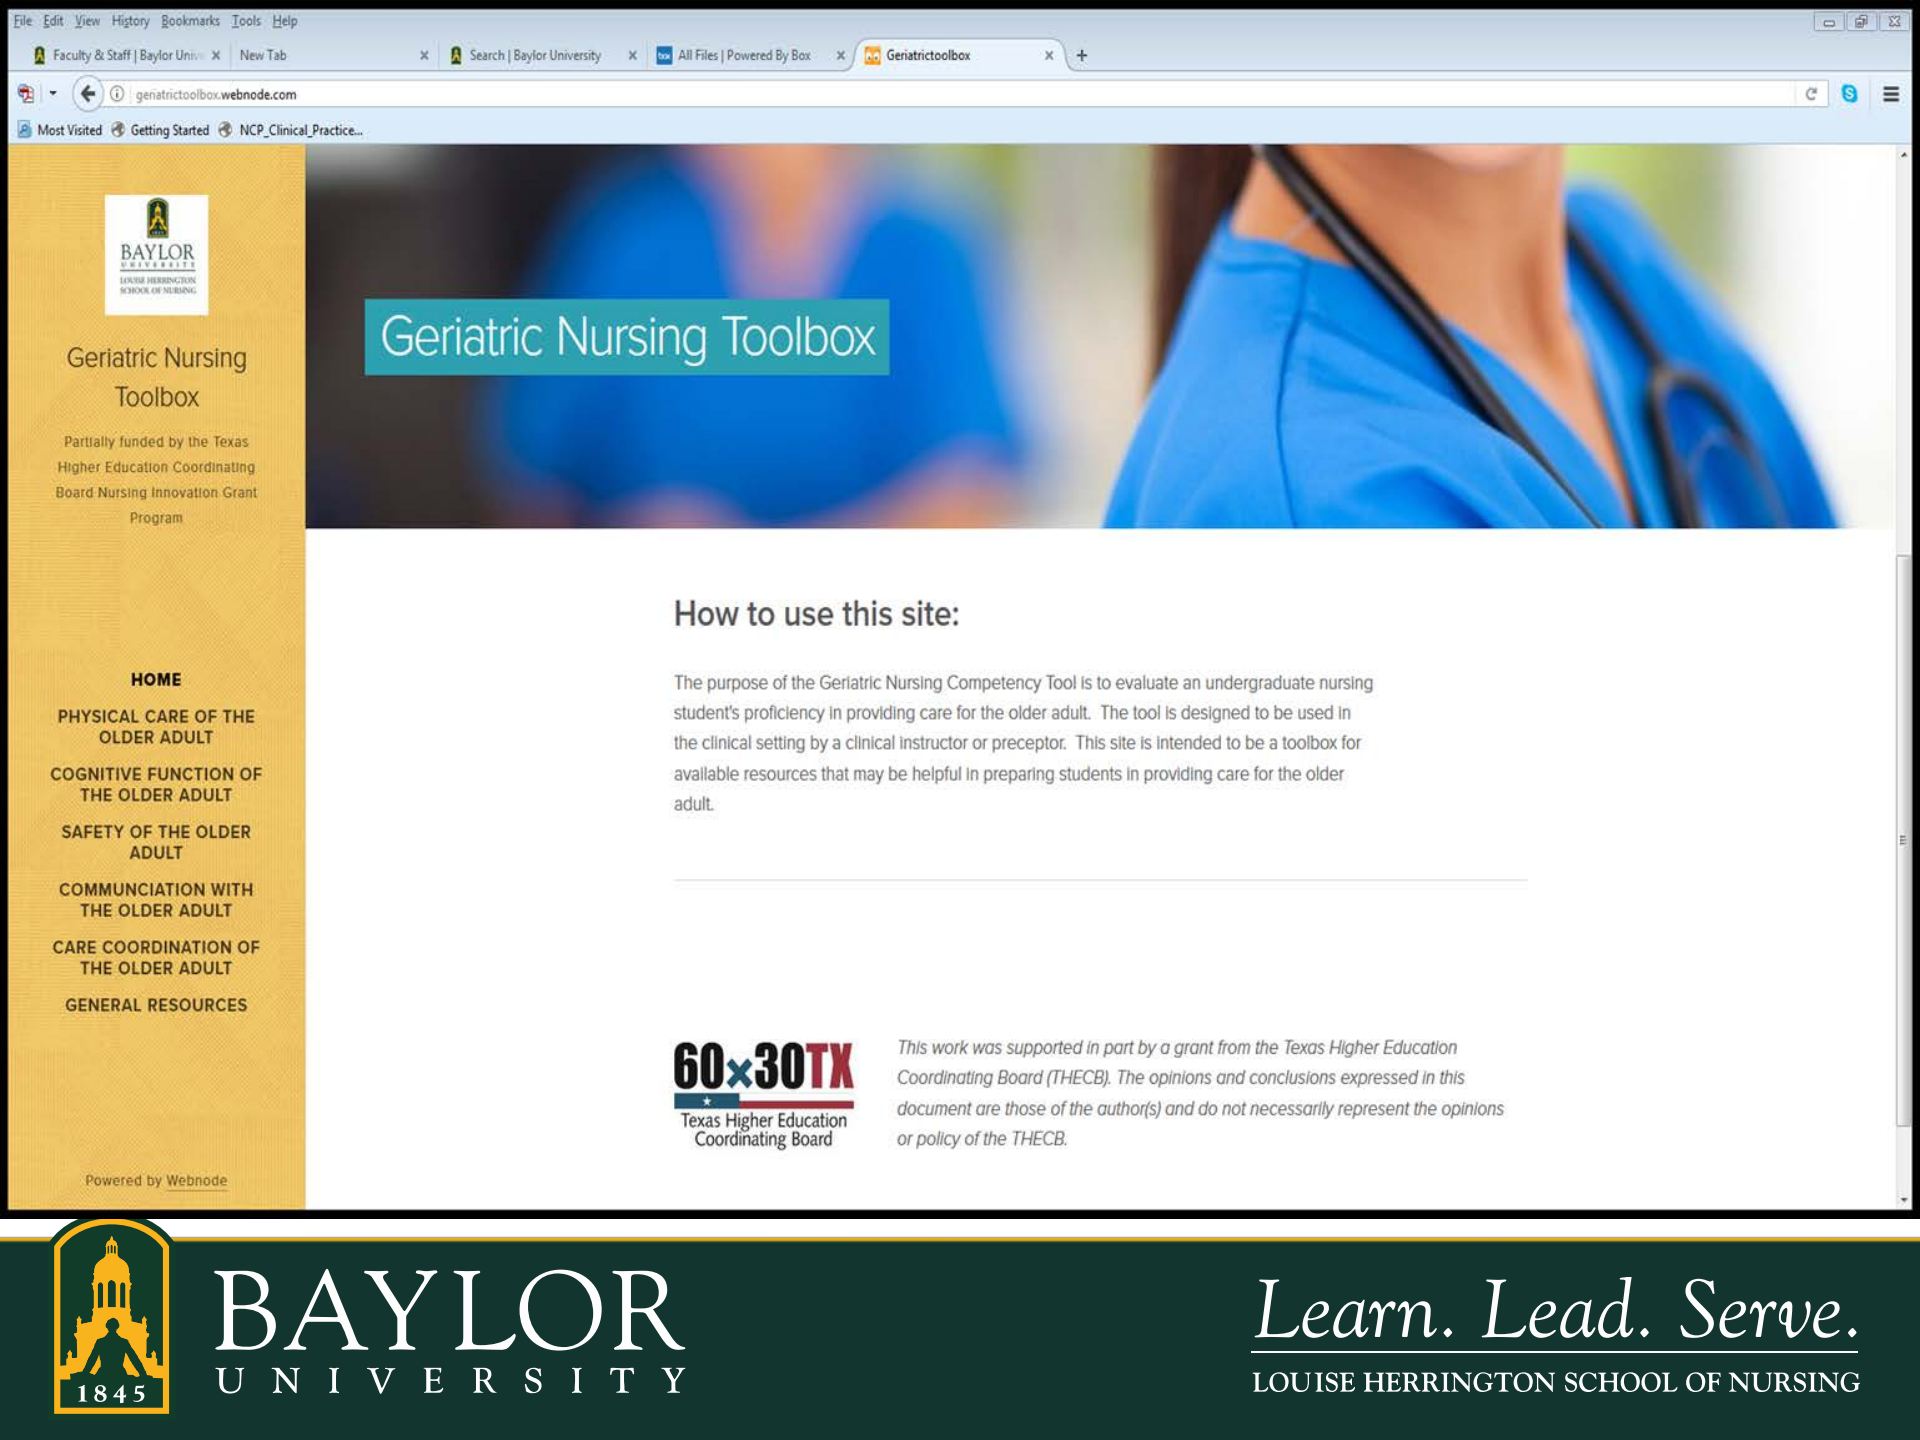 File Edit View History Bookmarks Tools Help
Faculty & Staff | Baylor Unive × New Tab × Search | Baylor University × All Files | Powered By Box × Geriatrictoolbox × +
geriatrictoolbox.webnode.com
Most Visited Getting Started NCP_Clinical_Practice...
BAYLOR
UNIVERSITY
LOUISE HERRINGTON
SCHOOL OF NURSING
Geriatric Nursing
Toolbox
Partially funded by the Texas
Higher Education Coordinating
Board Nursing Innovation Grant
Program
HOME
PHYSICAL CARE OF THE
OLDER ADULT
COGNITIVE FUNCTION OF
THE OLDER ADULT
SAFETY OF THE OLDER
ADULT
COMMUNCIATION WITH
THE OLDER ADULT
CARE COORDINATION OF
THE OLDER ADULT
GENERAL RESOURCES
Powered by Webnode
Geriatric Nursing Toolbox
How to use this site:
The purpose of the Geriatric Nursing Competency Tool is to evaluate an undergraduate nursing
student's proficiency in providing care for the older adult. The tool is designed to be used in
the clinical setting by a clinical instructor or preceptor. This site is intended to be a toolbox for
available resources that may be helpful in preparing students in providing care for the older
adult.
60x30TX
Texas Higher Education
Coordinating Board
This work was supported in part by a grant from the Texas Higher Education
Coordinating Board (THECB). The opinions and conclusions expressed in this
document are those of the author(s) and do not necessarily represent the opinions
or policy of the THECB.
1845
BAYLOR
UNIVERSITY
Learn. Lead. Serve.
LOUISE HERRINGTON SCHOOL OF NURSING